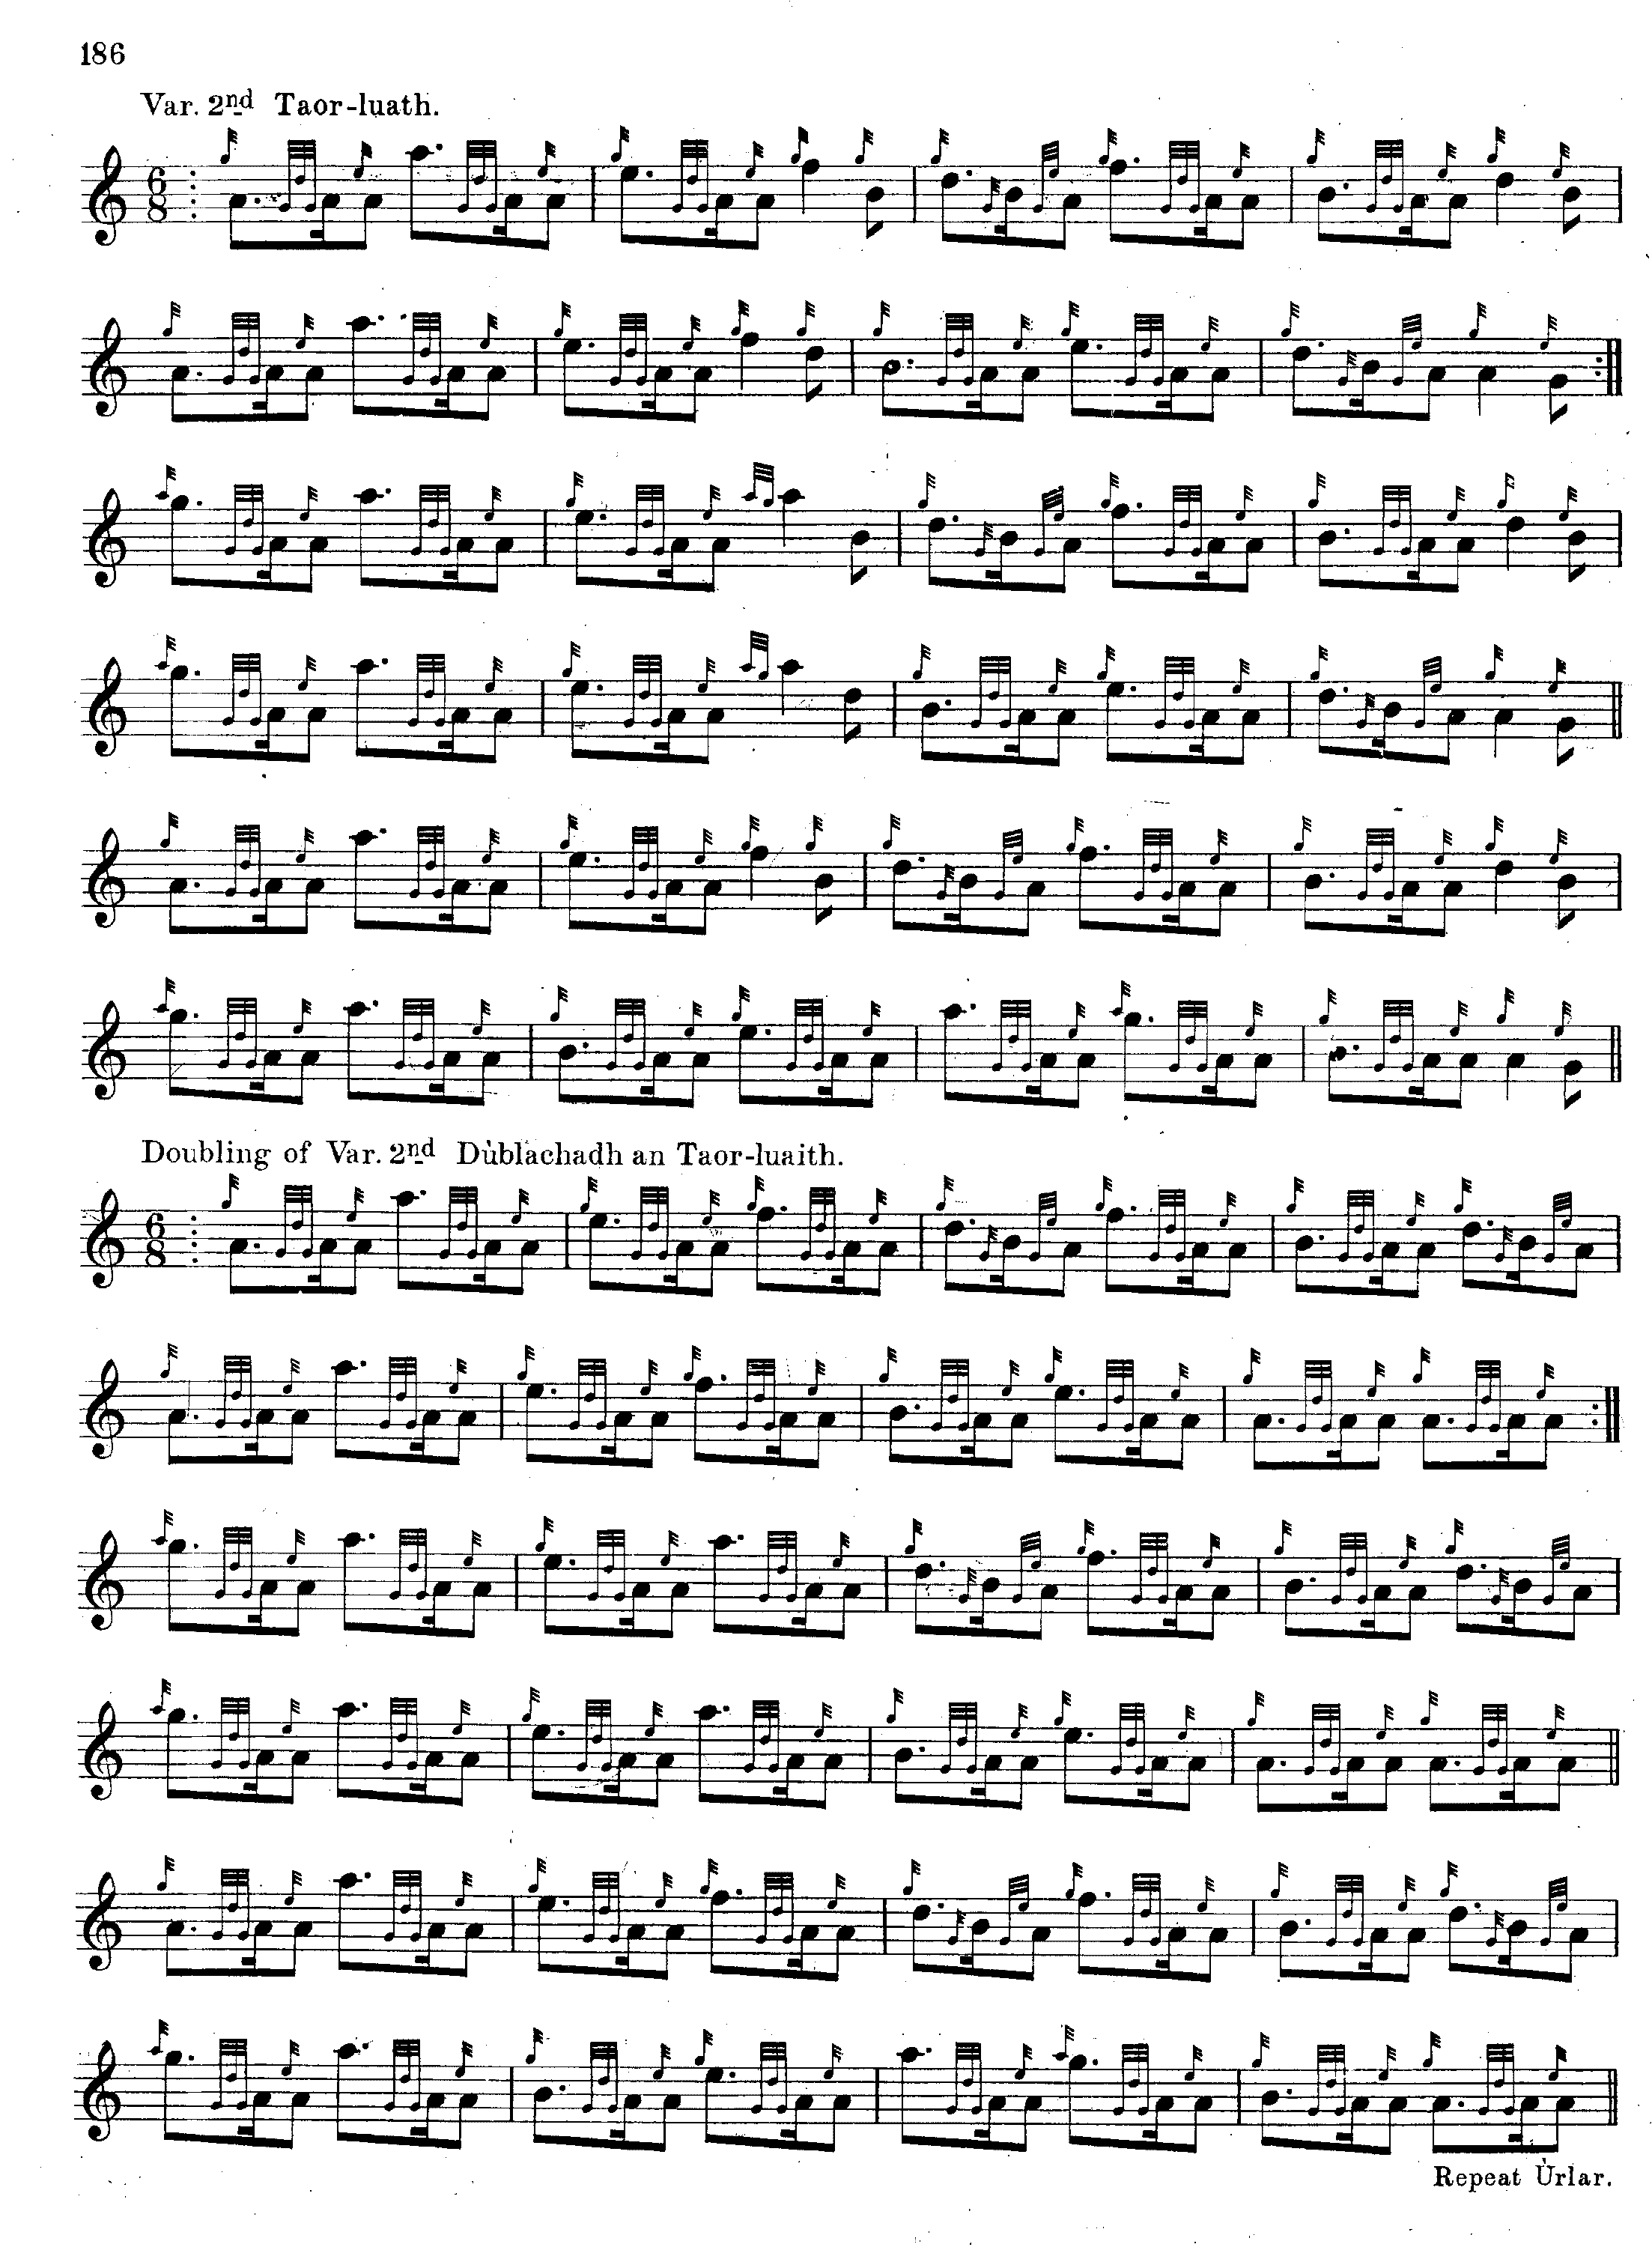 186
Var. 2nd Taor-luath.
Doubling of Var. 2nd Dùblachadh an Taor-luaith.
Repeat Ùrlar.